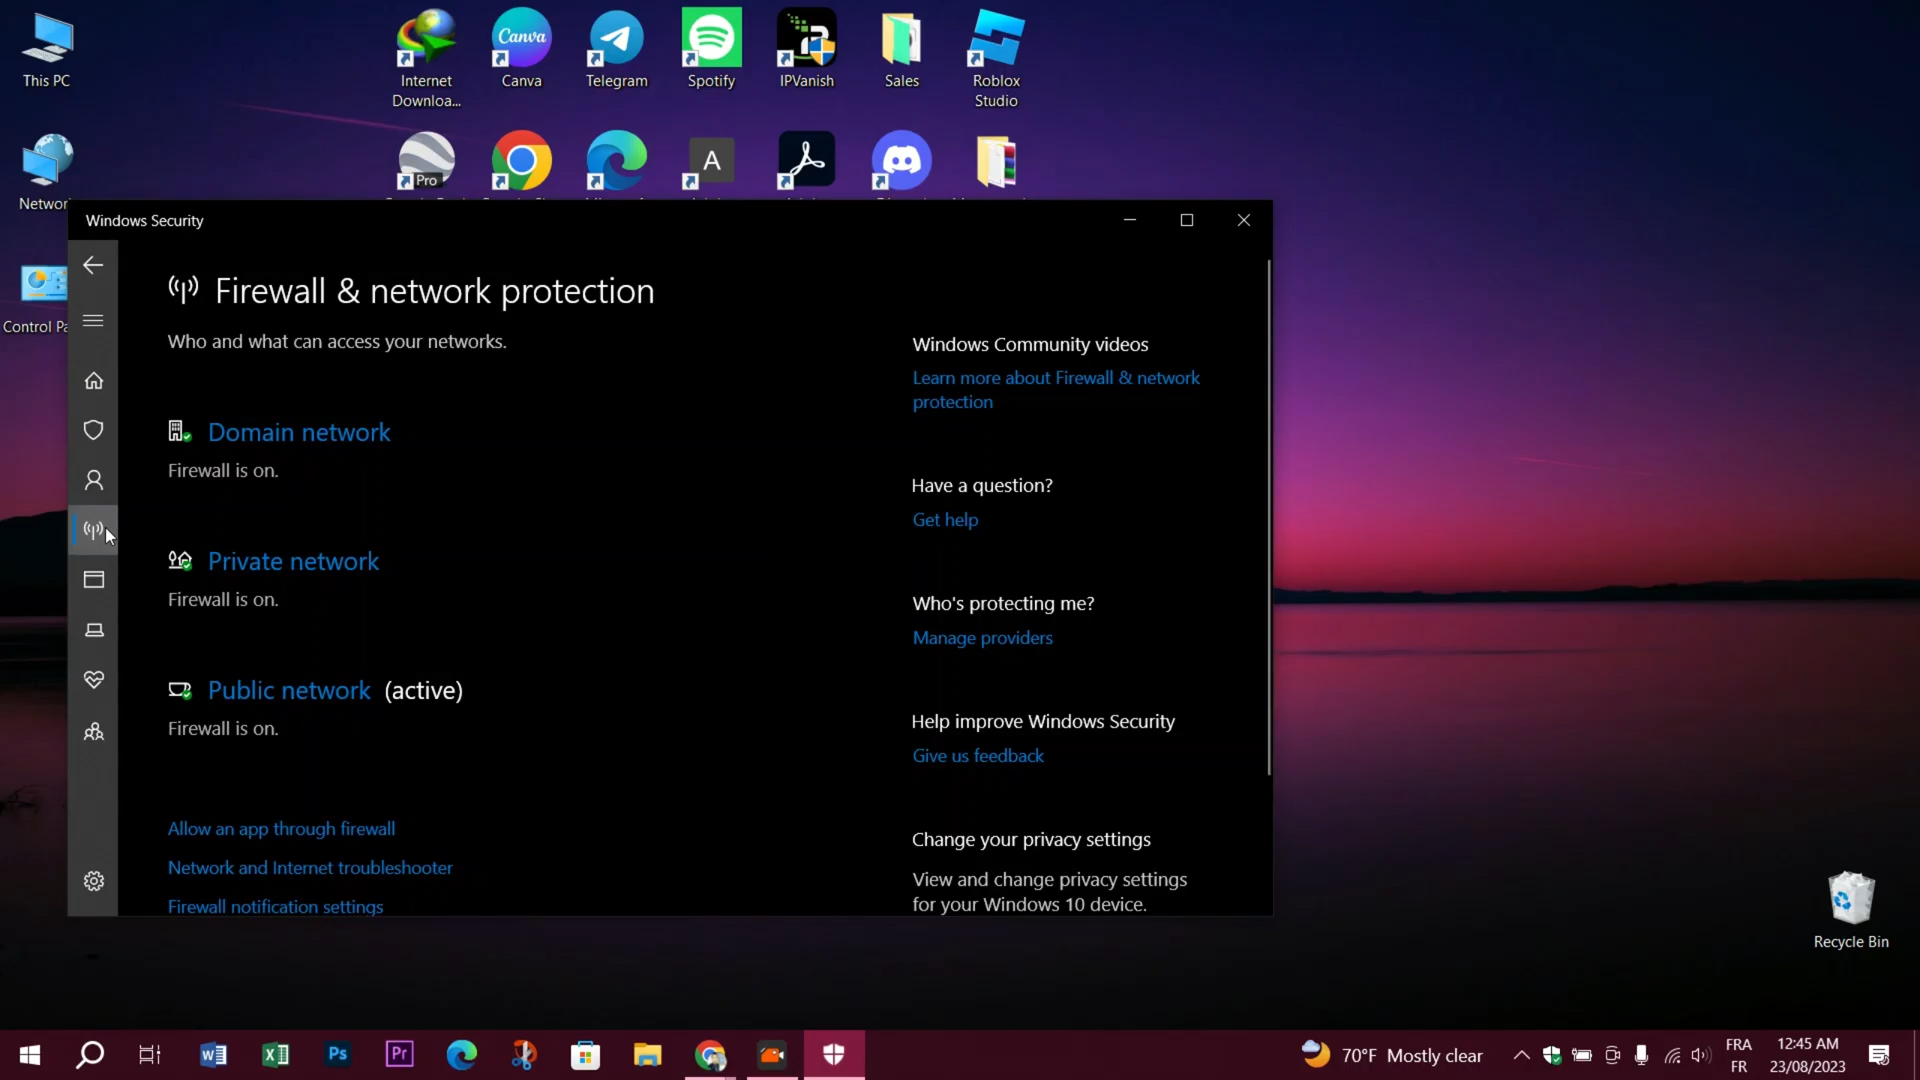 This PC
Internet
Downloa...
Canva
Canva
Telegram
Spotify
IPVanish
Sales
Roblox
Studio
Pro
A
Networ
Control Pa
Windows Security
Firewall & network protection
Who and what can access your networks.
Domain network
Firewall is on.
Private network
Firewall is on.
Public network (active)
Firewall is on.
Allow an app through firewall
Network and Internet troubleshooter
Firewall notification settings
Windows Community videos
Learn more about Firewall & network
protection
Have a question?
Get help
Who's protecting me?
Manage providers
Help improve Windows Security
Give us feedback
Change your privacy settings
View and change privacy settings
for your Windows 10 device.
Recycle Bin
Ps
Pr
70°F Mostly clear
FRA
FR
12:45 AM
23/08/2023